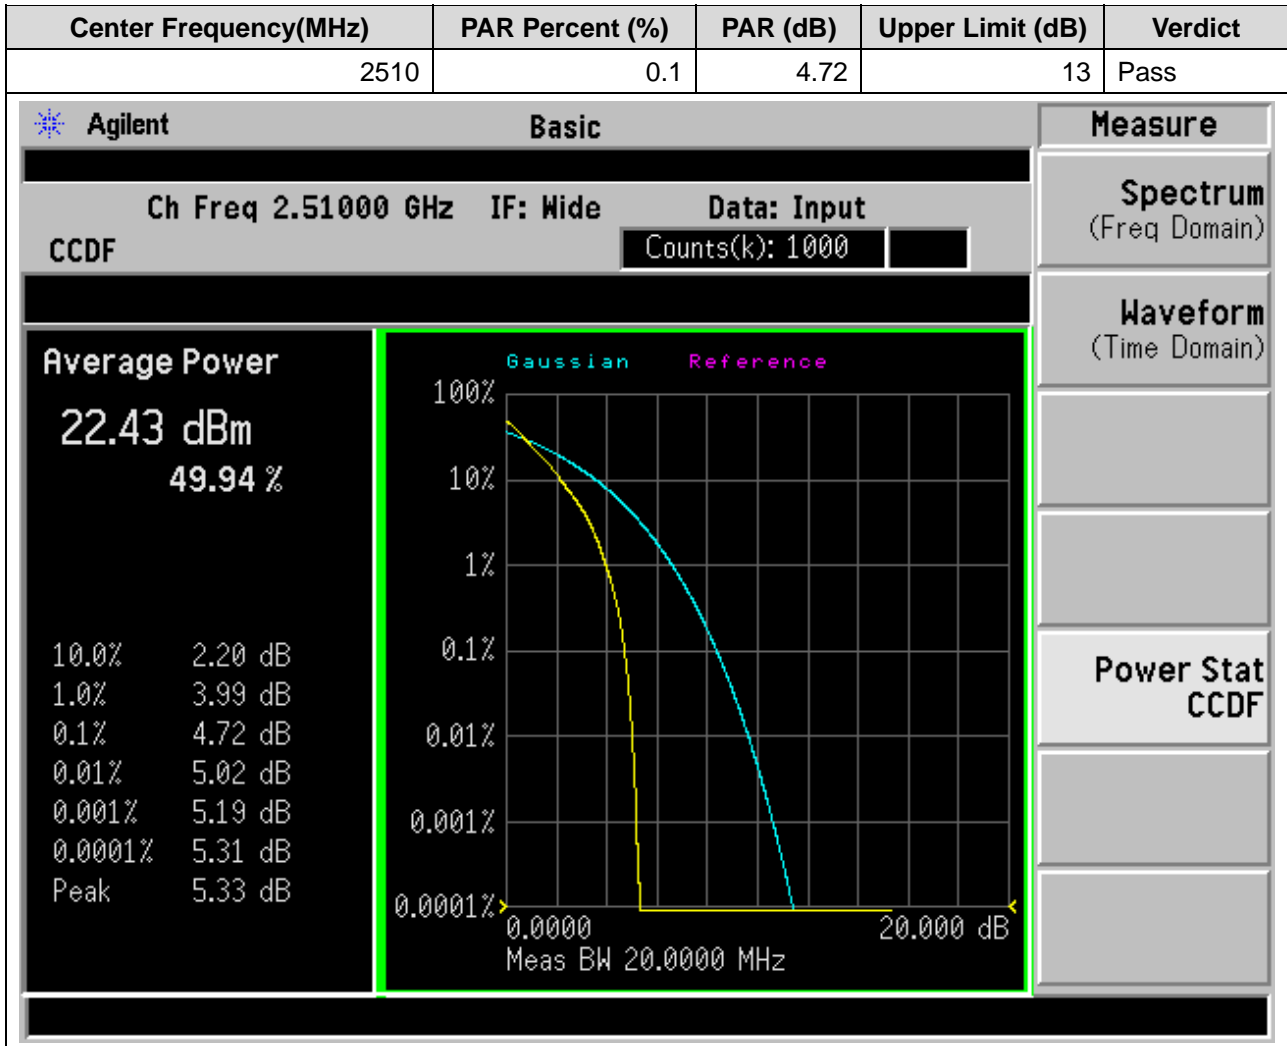 Center Frequency(MHz) PAR Percent (%) PAR (dB) Upper Limit (dB) Verdict
2510 0.1 4.72 13 Pass
Agilent Basic Measure
Ch Freq 2.51000 GHz IF: Wide Data: Input
CCDF Counts(k): 1000
Spectrum
(Freq Domain)
Waveform
(Time Domain)
Power Stat
CCDF
Average Power
22.43 dBm
49.94 %
10.0% 2.20 dB
1.0% 3.99 dB
0.1% 4.72 dB
0.01% 5.02 dB
0.001% 5.19 dB
0.0001% 5.31 dB
Peak 5.33 dB
Gaussian Reference
100%
10%
1%
0.1%
0.01%
0.001%
0.0001%
0.0000 20.000 dB
Meas BW 20.0000 MHz